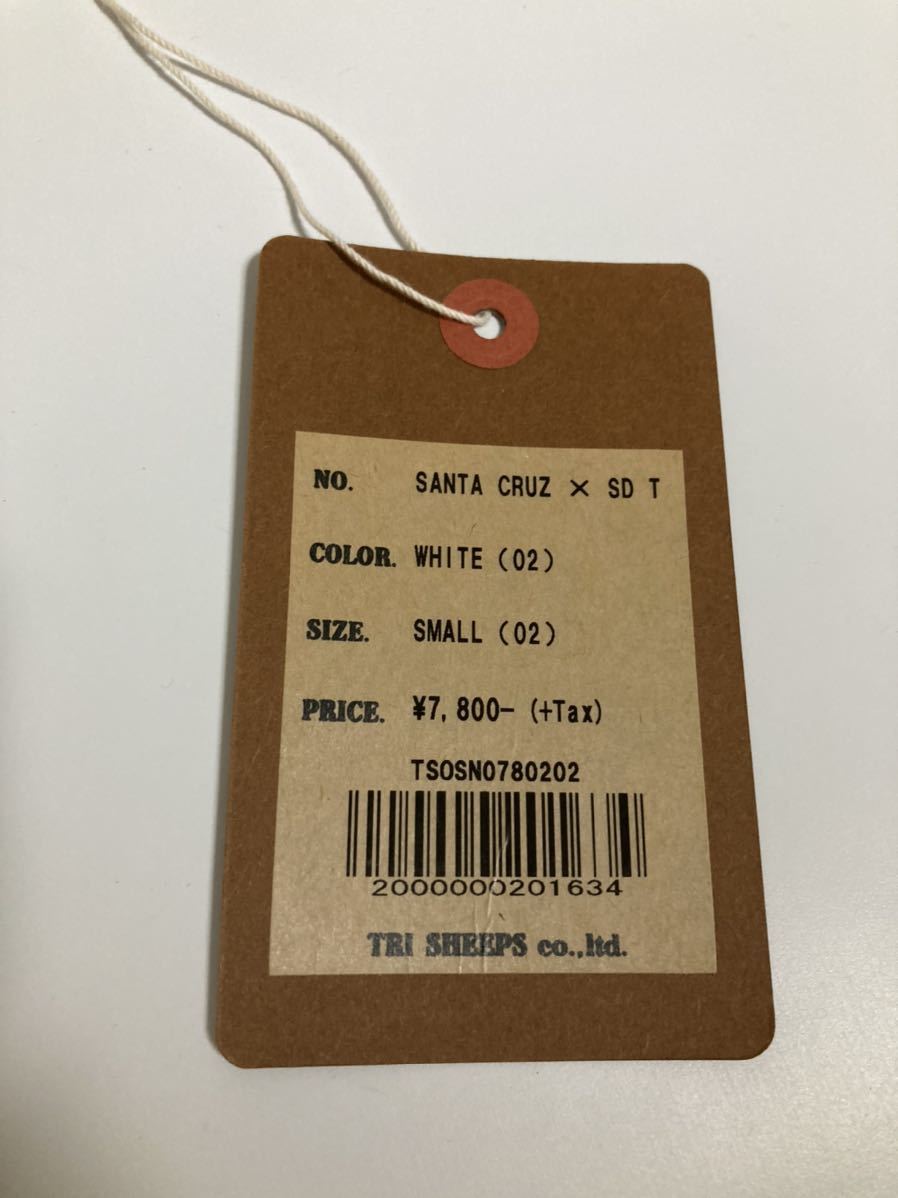 NO. SANTA CRUZ × SD T
COLOR. WHITE (02)
SIZE. SMALL (02)
PRICE. ¥7,800- (+Tax)
TSOSN0780202
2000000201634
TRI SHEEPS co.,ltd.